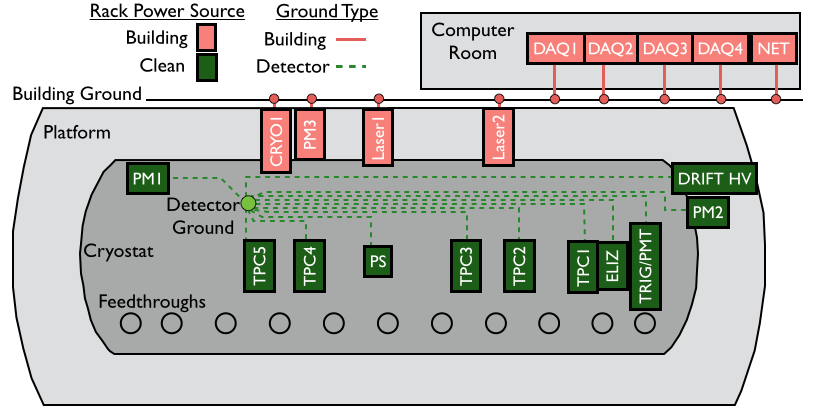 Rack Power Source
Ground Type
Building
Building
Clean
Detector
Computer
Room
DAQ1
DAQ2
DAQ3
DAQ4
NET
Building Ground
Platform
CRYO1
PM3
Laser1
Laser2
PM1
DRIFT HV
Detector
Ground
PM2
Cryostat
TPC5
TPC4
PS
TPC3
TPC2
TPC1
ELIZ
TRIG/PMT
Feedthroughs